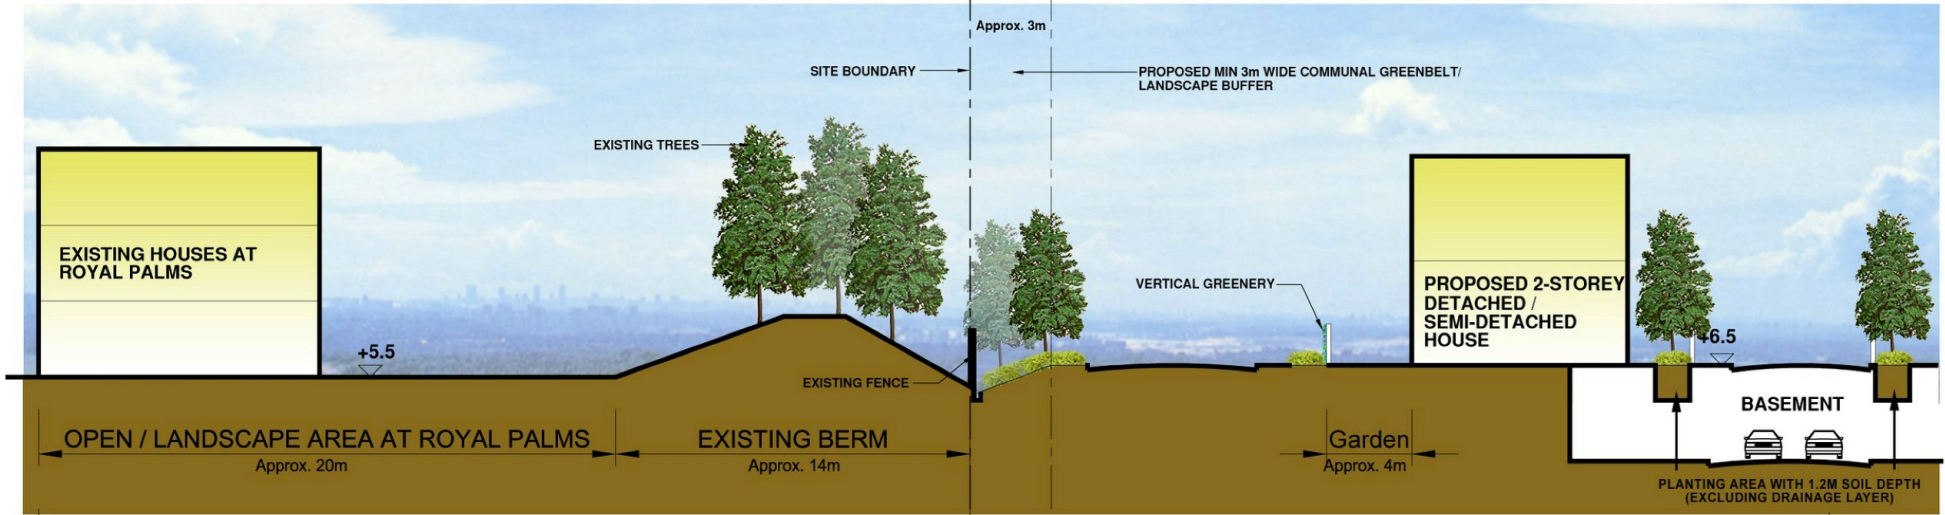 Approx. 3m
SITE BOUNDARY
PROPOSED MIN 3m WIDE COMMUNAL GREENBELT/
LANDSCAPE BUFFER
EXISTING TREES
EXISTING HOUSES AT
ROYAL PALMS
VERTICAL GREENERY
PROPOSED 2-STOREY
DETACHED /
SEMI-DETACHED
HOUSE
+5.5
+6.5
EXISTING FENCE
BASEMENT
OPEN / LANDSCAPE AREA AT ROYAL PALMS
Approx. 20m
EXISTING BERM
Approx. 14m
Garden
Approx. 4m
PLANTING AREA WITH 1.2M SOIL DEPTH
(EXCLUDING DRAINAGE LAYER)